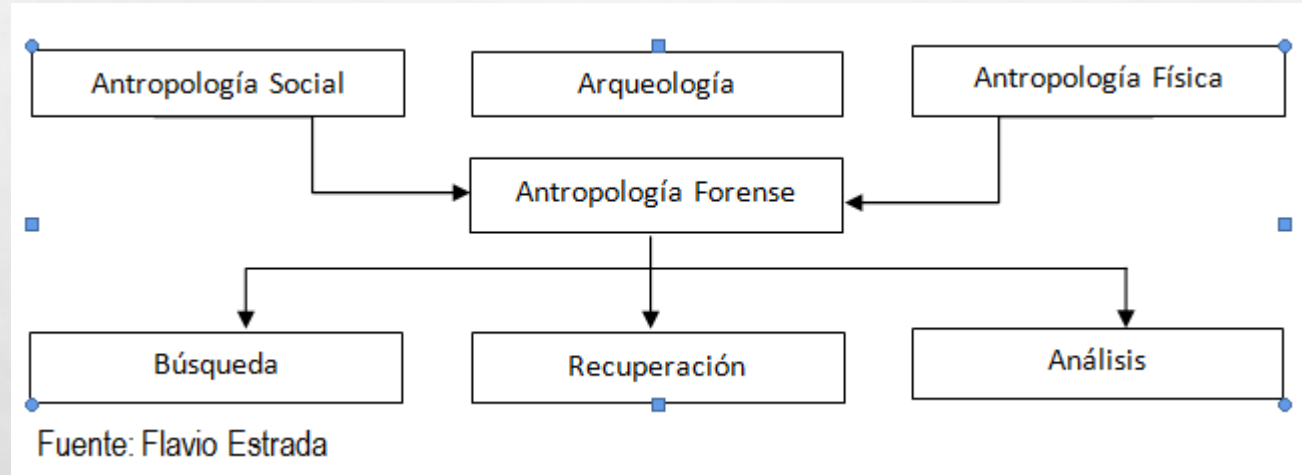 Antropología Social
Arqueología
Antropología Física
Antropología Forense
Búsqueda
Recuperación
Análisis
Fuente: Flavio Estrada